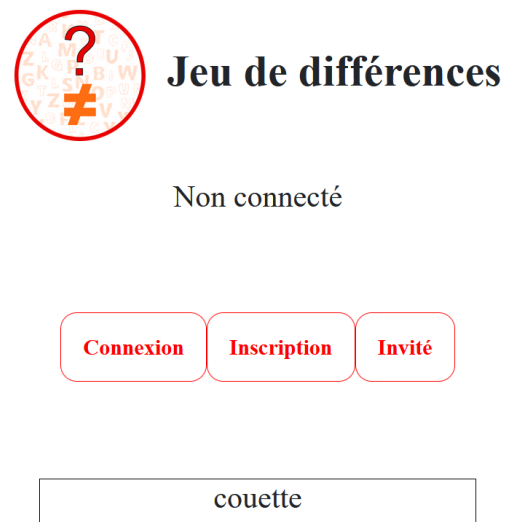 Jeu de différences
Non connecté
Connexion Inscription Invité
couette